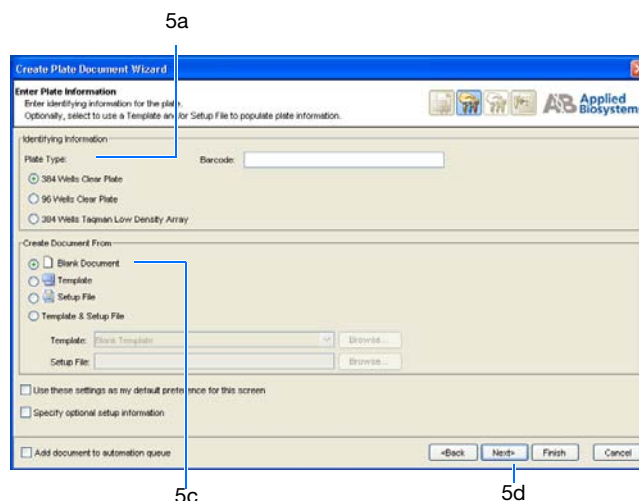 5a
Create Plate Document Wizard
Enter Plate Information
Enter identifying information for the plate.
Optionally, select to use a Template and/or Setup File to populate plate information.
AB Applied
Biosystem
Identifying Information
Plate Type:
Barcode:
384 Wells Clear Plate
96 Wells Clear Plate
384 Wells Taqman Low Density Array
Create Document From
Blank Document
Template
Setup File
Template & Setup File
Template: Blank Template Browse...
Setup File: Browse...
Use these settings as my default preference for this screen
Specify optional setup information
Add document to automation queue
<Back Next> Finish Cancel
5c
5d